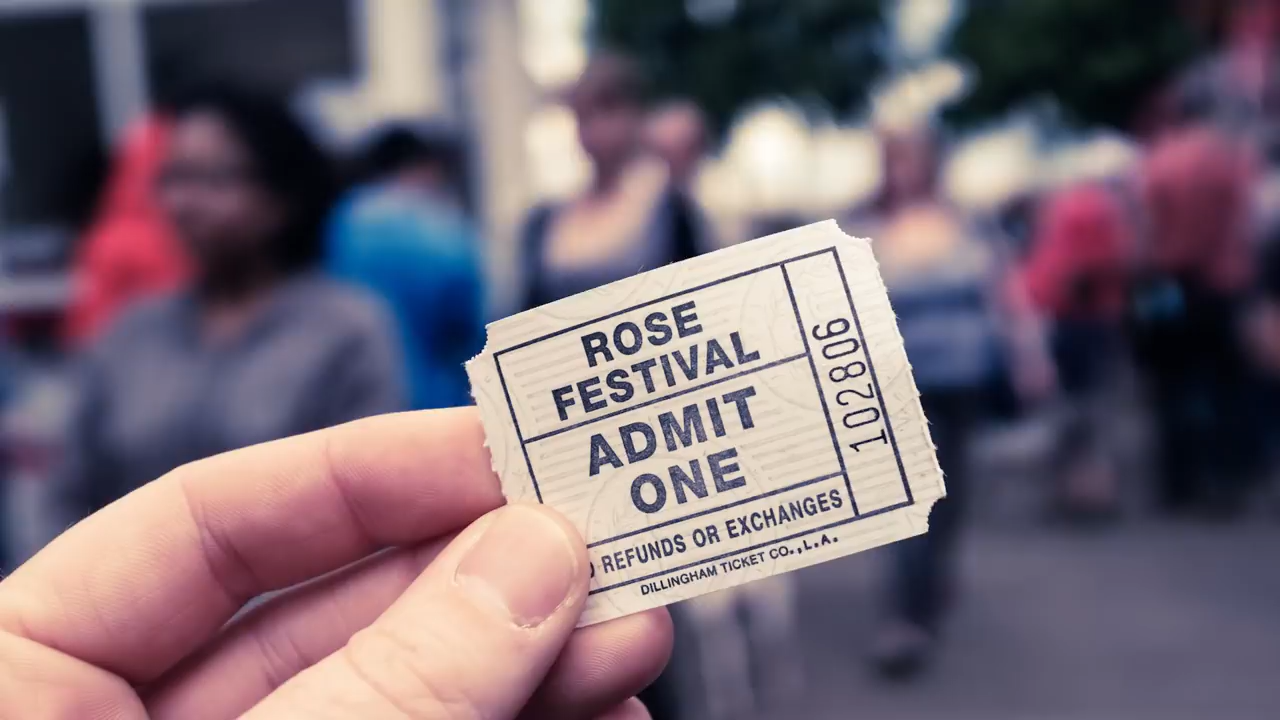 ROSE
FESTIVAL
ADMIT
ONE
REFUNDS OR EXCHANGES
DILLINGHAM TICKET CO., L.A.
102806